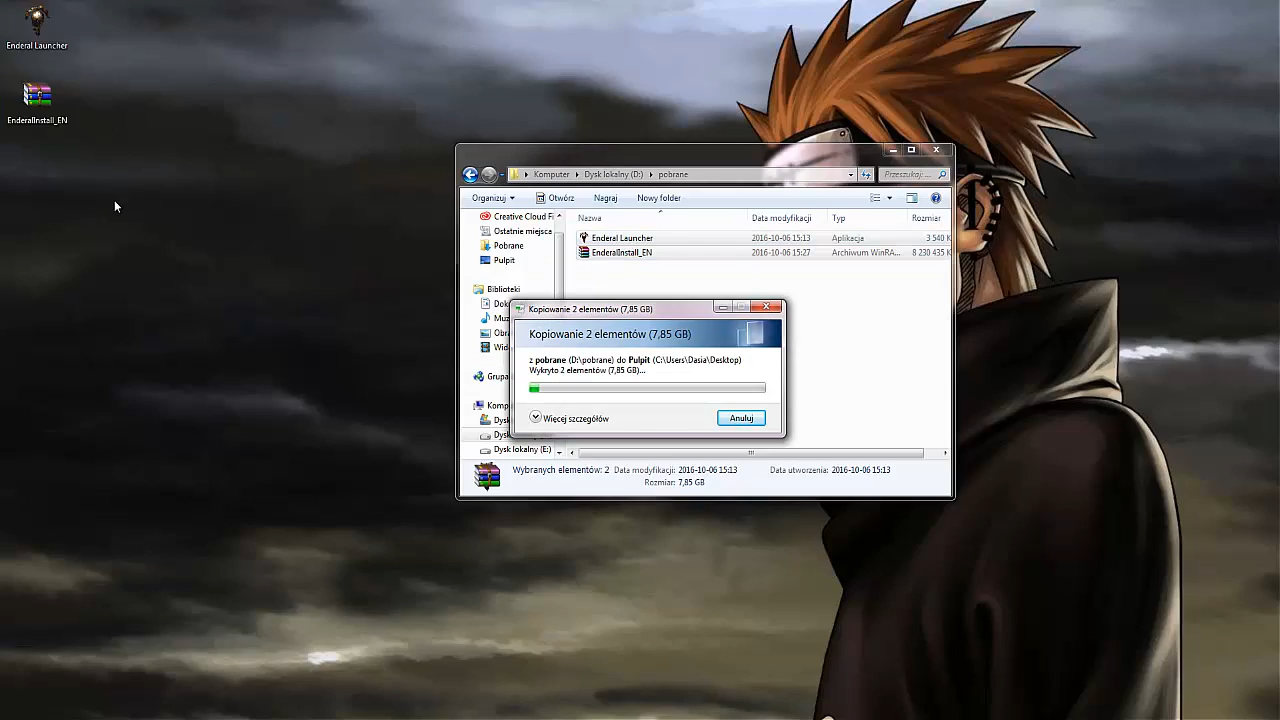 Enderal Launcher
EnderalInstall_EN
Komputer Dysk lokalny (D:) pobrane
Przeszukaj: ...
Organizuj Otwórz Nagraj Nowy folder
Creative Cloud Fi
Ostatnie miejsca
Pobrane
Pulpit
Biblioteki
Dok
Muz
Obra
Wid
Grupa
Komp
Dysk
Dysk
Dysk lokalny (E:)
Nazwa Data modyfikacji Typ Rozmiar
Enderal Launcher 2016-10-06 15:13 Aplikacja 3 540 K
EnderalInstall_EN 2016-10-06 15:27 Archiwum WinRA... 8 230 435 K
Kopiowanie 2 elementów (7,85 GB)
Kopiowanie 2 elementów (7,85 GB)
z pobrane (D:\pobrane) do Pulpit (C:\Users\Dasia\Desktop)
Wykryto 2 elementów (7,85 GB)...
Więcej szczegółów
Anuluj
Wybranych elementów: 2 Data modyfikacji: 2016-10-06 15:13 Data utworzenia: 2016-10-06 15:13
Rozmiar: 7,85 GB